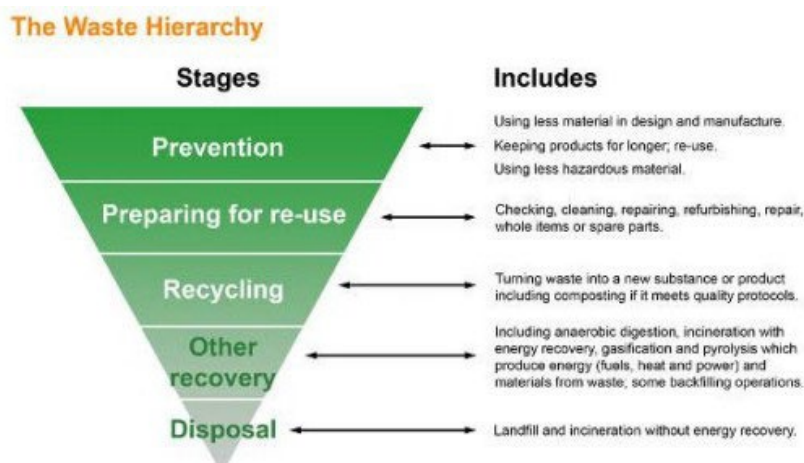 The Waste Hierarchy
Stages
Includes
Prevention
Using less material in design and manufacture.
Keeping products for longer; re-use.
Using less hazardous material.
Preparing for re-use
Checking, cleaning, repairing, refurbishing, repair,
whole items or spare parts.
Recycling
Turning waste into a new substance or product
including composting if it meets quality protocols.
Other
recovery
Including anaerobic digestion, incineration with
energy recovery, gasification and pyrolysis which
produce energy (fuels, heat and power) and
materials from waste; some backfilling operations.
Disposal
Landfill and incineration without energy recovery.